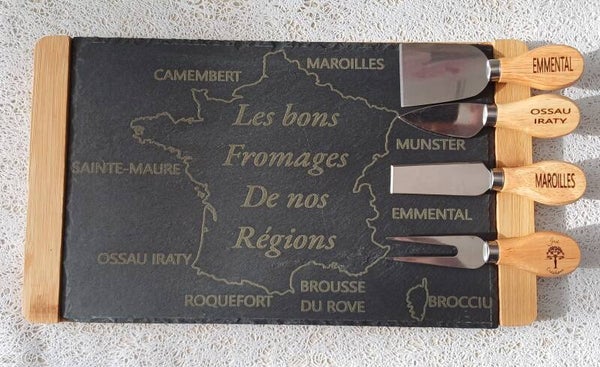 MAROILLES
CAMEMBERT
Les bons
Fromages
De nos
Régions
MUNSTER
SAINTE-MAURE
EMMENTAL
OSSAU IRATY
ROQUEFORT
BROUSSE
DU ROVE
BROCCIU
EMMENTAL
OSSAU
IRATY
MAROILLES